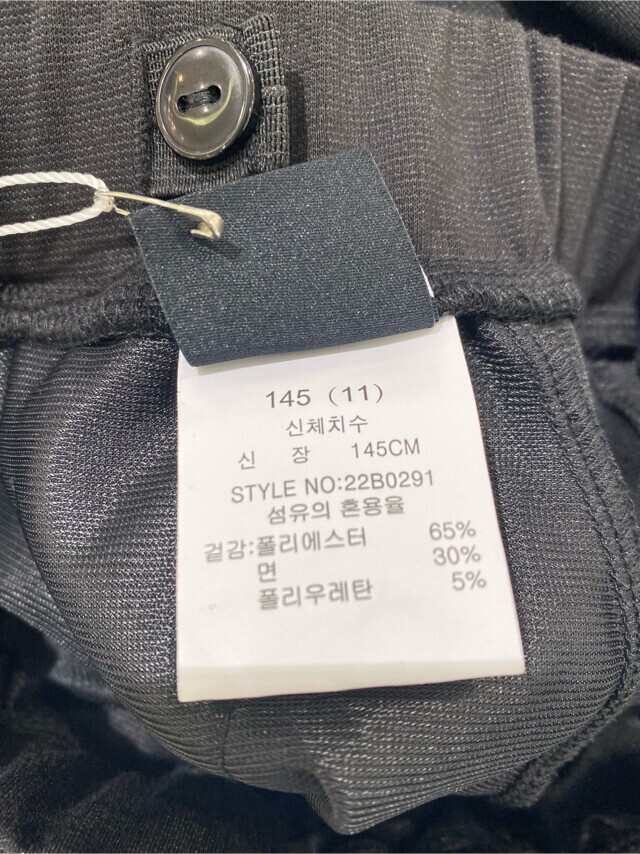 145 (11)
신체치수
신 장 145CM
STYLE NO:22B0291
섬유의 혼용율
겉감:폴리에스터 65%
면 30%
폴리우레탄 5%